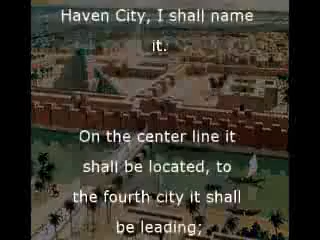 Haven City, I shall name
it.
On the center line it
shall be located, to
the fourth city it shall
be leading;